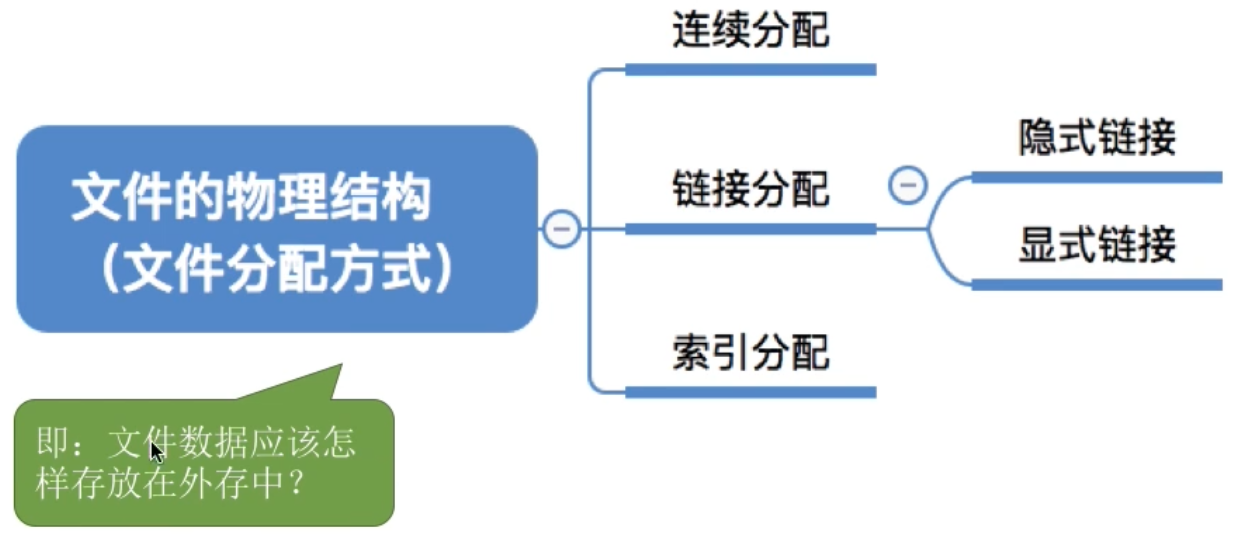 文件的物理结构
（文件分配方式）
连续分配
链接分配
隐式链接
显式链接
索引分配
即：文件数据应该怎
样存放在外存中？